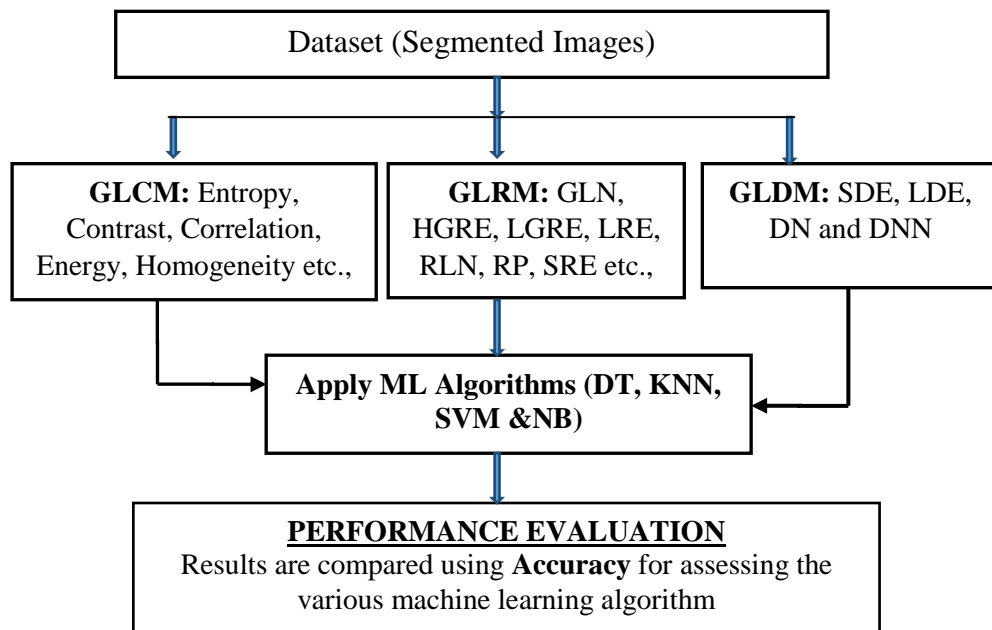 Dataset (Segmented Images)
GLCM: Entropy,
Contrast, Correlation,
Energy, Homogeneity etc.,
GLRM: GLN,
HGRE, LGRE, LRE,
RLN, RP, SRE etc.,
GLDM: SDE, LDE,
DN and DNN
Apply ML Algorithms (DT, KNN,
SVM &NB)
PERFORMANCE EVALUATION
Results are compared using Accuracy for assessing the
various machine learning algorithm